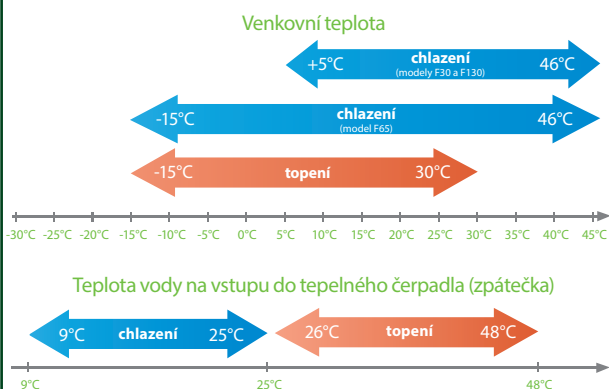 Venkovní teplota
+5°C chlazení 46°C
(modely F30 a F130)
-15°C chlazení 46°C
(model F65)
-15°C topení 30°C
-30°C -25°C -20°C -15°C -10°C -5°C 0°C 5°C 10°C 15°C 20°C 25°C 30°C 35°C 40°C 45°C
Teplota vody na vstupu do tepelného čerpadla (zpátečka)
9°C chlazení 25°C 26°C topení 48°C
9°C 25°C 48°C